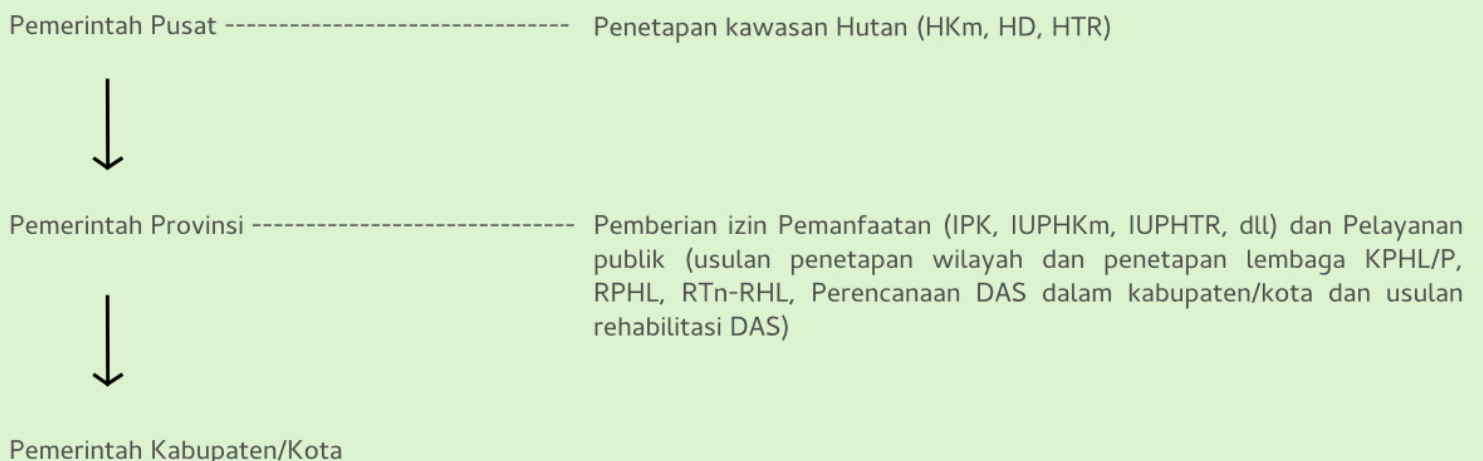 Pemerintah Pusat --------------------------------
Penetapan kawasan Hutan (HKm, HD, HTR)
Pemerintah Provinsi ------------------------------
Pemberian izin Pemanfaatan (IPK, IUPHKm, IUPHTR, dll) dan Pelayanan
publik (usulan penetapan wilayah dan penetapan lembaga KPHL/P,
RPHL, RTn-RHL, Perencanaan DAS dalam kabupaten/kota dan usulan
rehabilitasi DAS)
Pemerintah Kabupaten/Kota